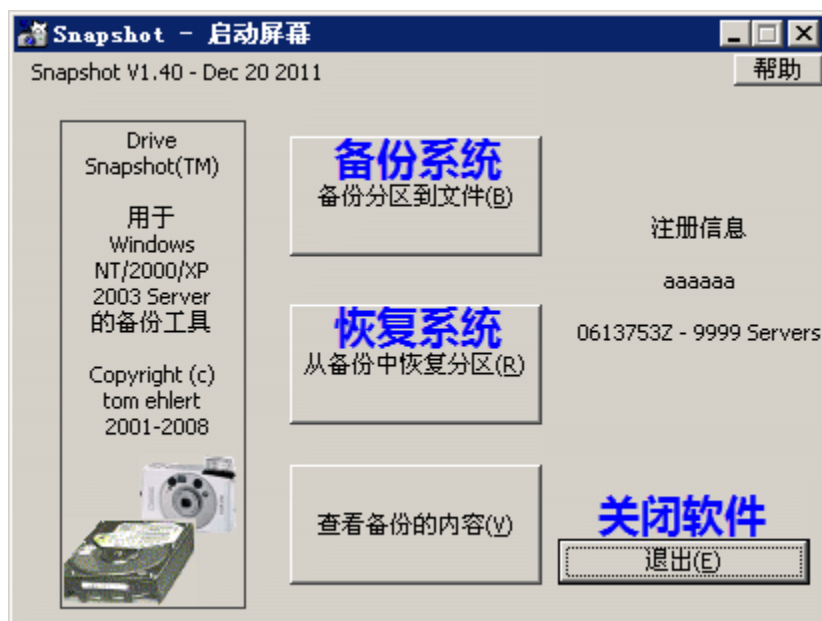 Snapshot - 启动屏幕
Snapshot V1.40 - Dec 20 2011
帮助
Drive
Snapshot(TM)
用于
Windows
NT/2000/XP
2003 Server
的备份工具
Copyright (c)
tom ehlert
2001-2008
备份系统
备份分区到文件(B)
恢复系统
从备份中恢复分区(R)
查看备份的内容(V)
注册信息
aaaaaa
0613753Z - 9999 Servers
关闭软件
退出(E)